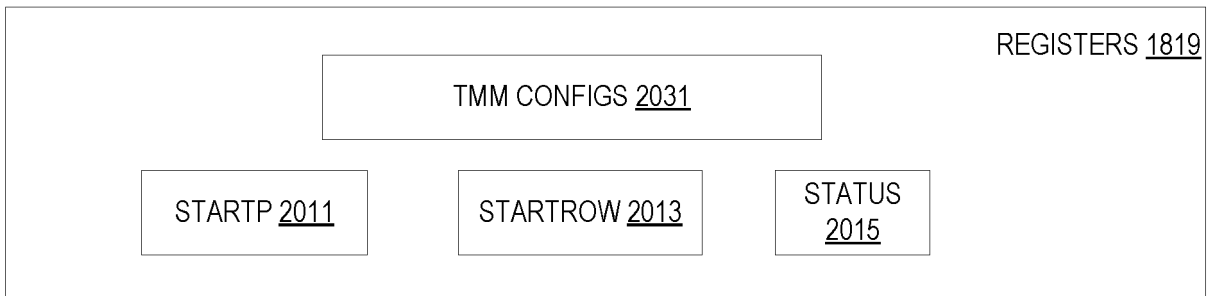 REGISTERS 1819
TMM CONFIGS 2031
STARTP 2011
STARTROW 2013
STATUS
2015